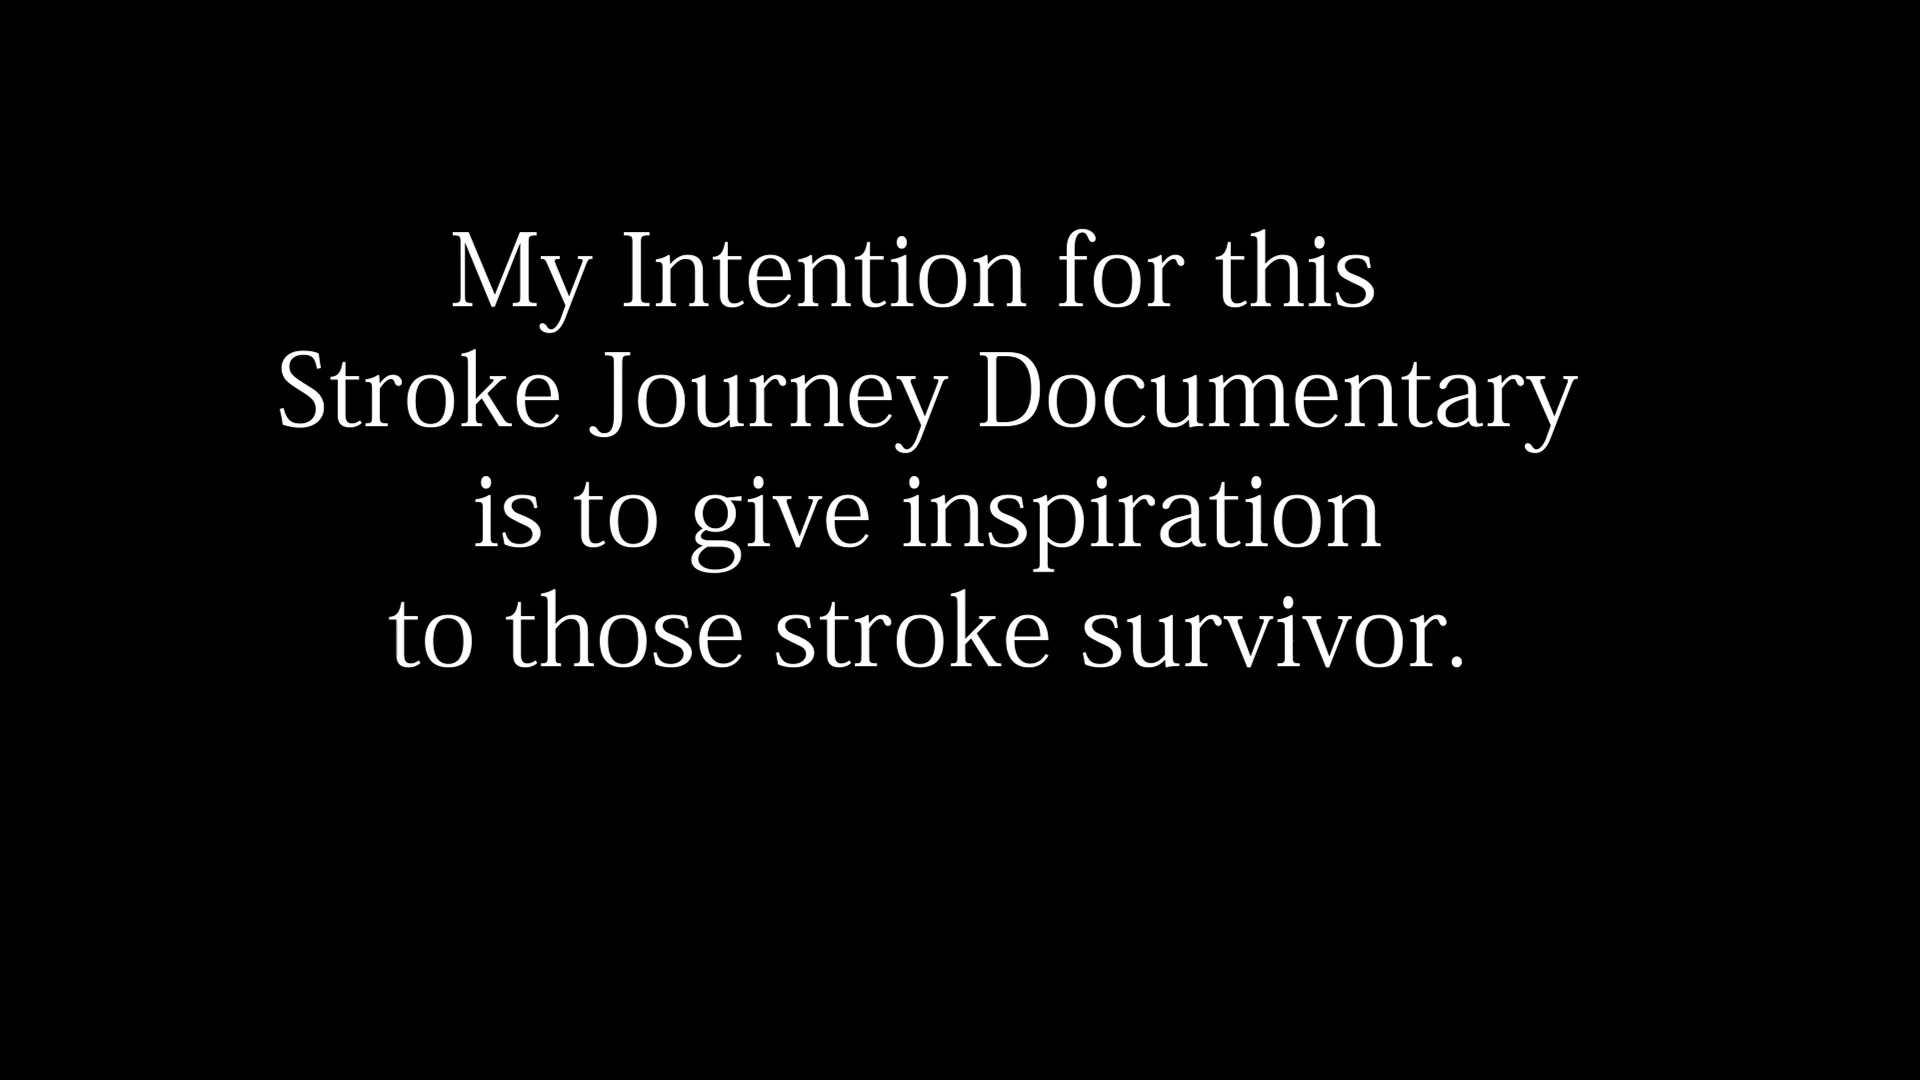 My Intention for this
Stroke Journey Documentary
is to give inspiration
to those stroke survivor.